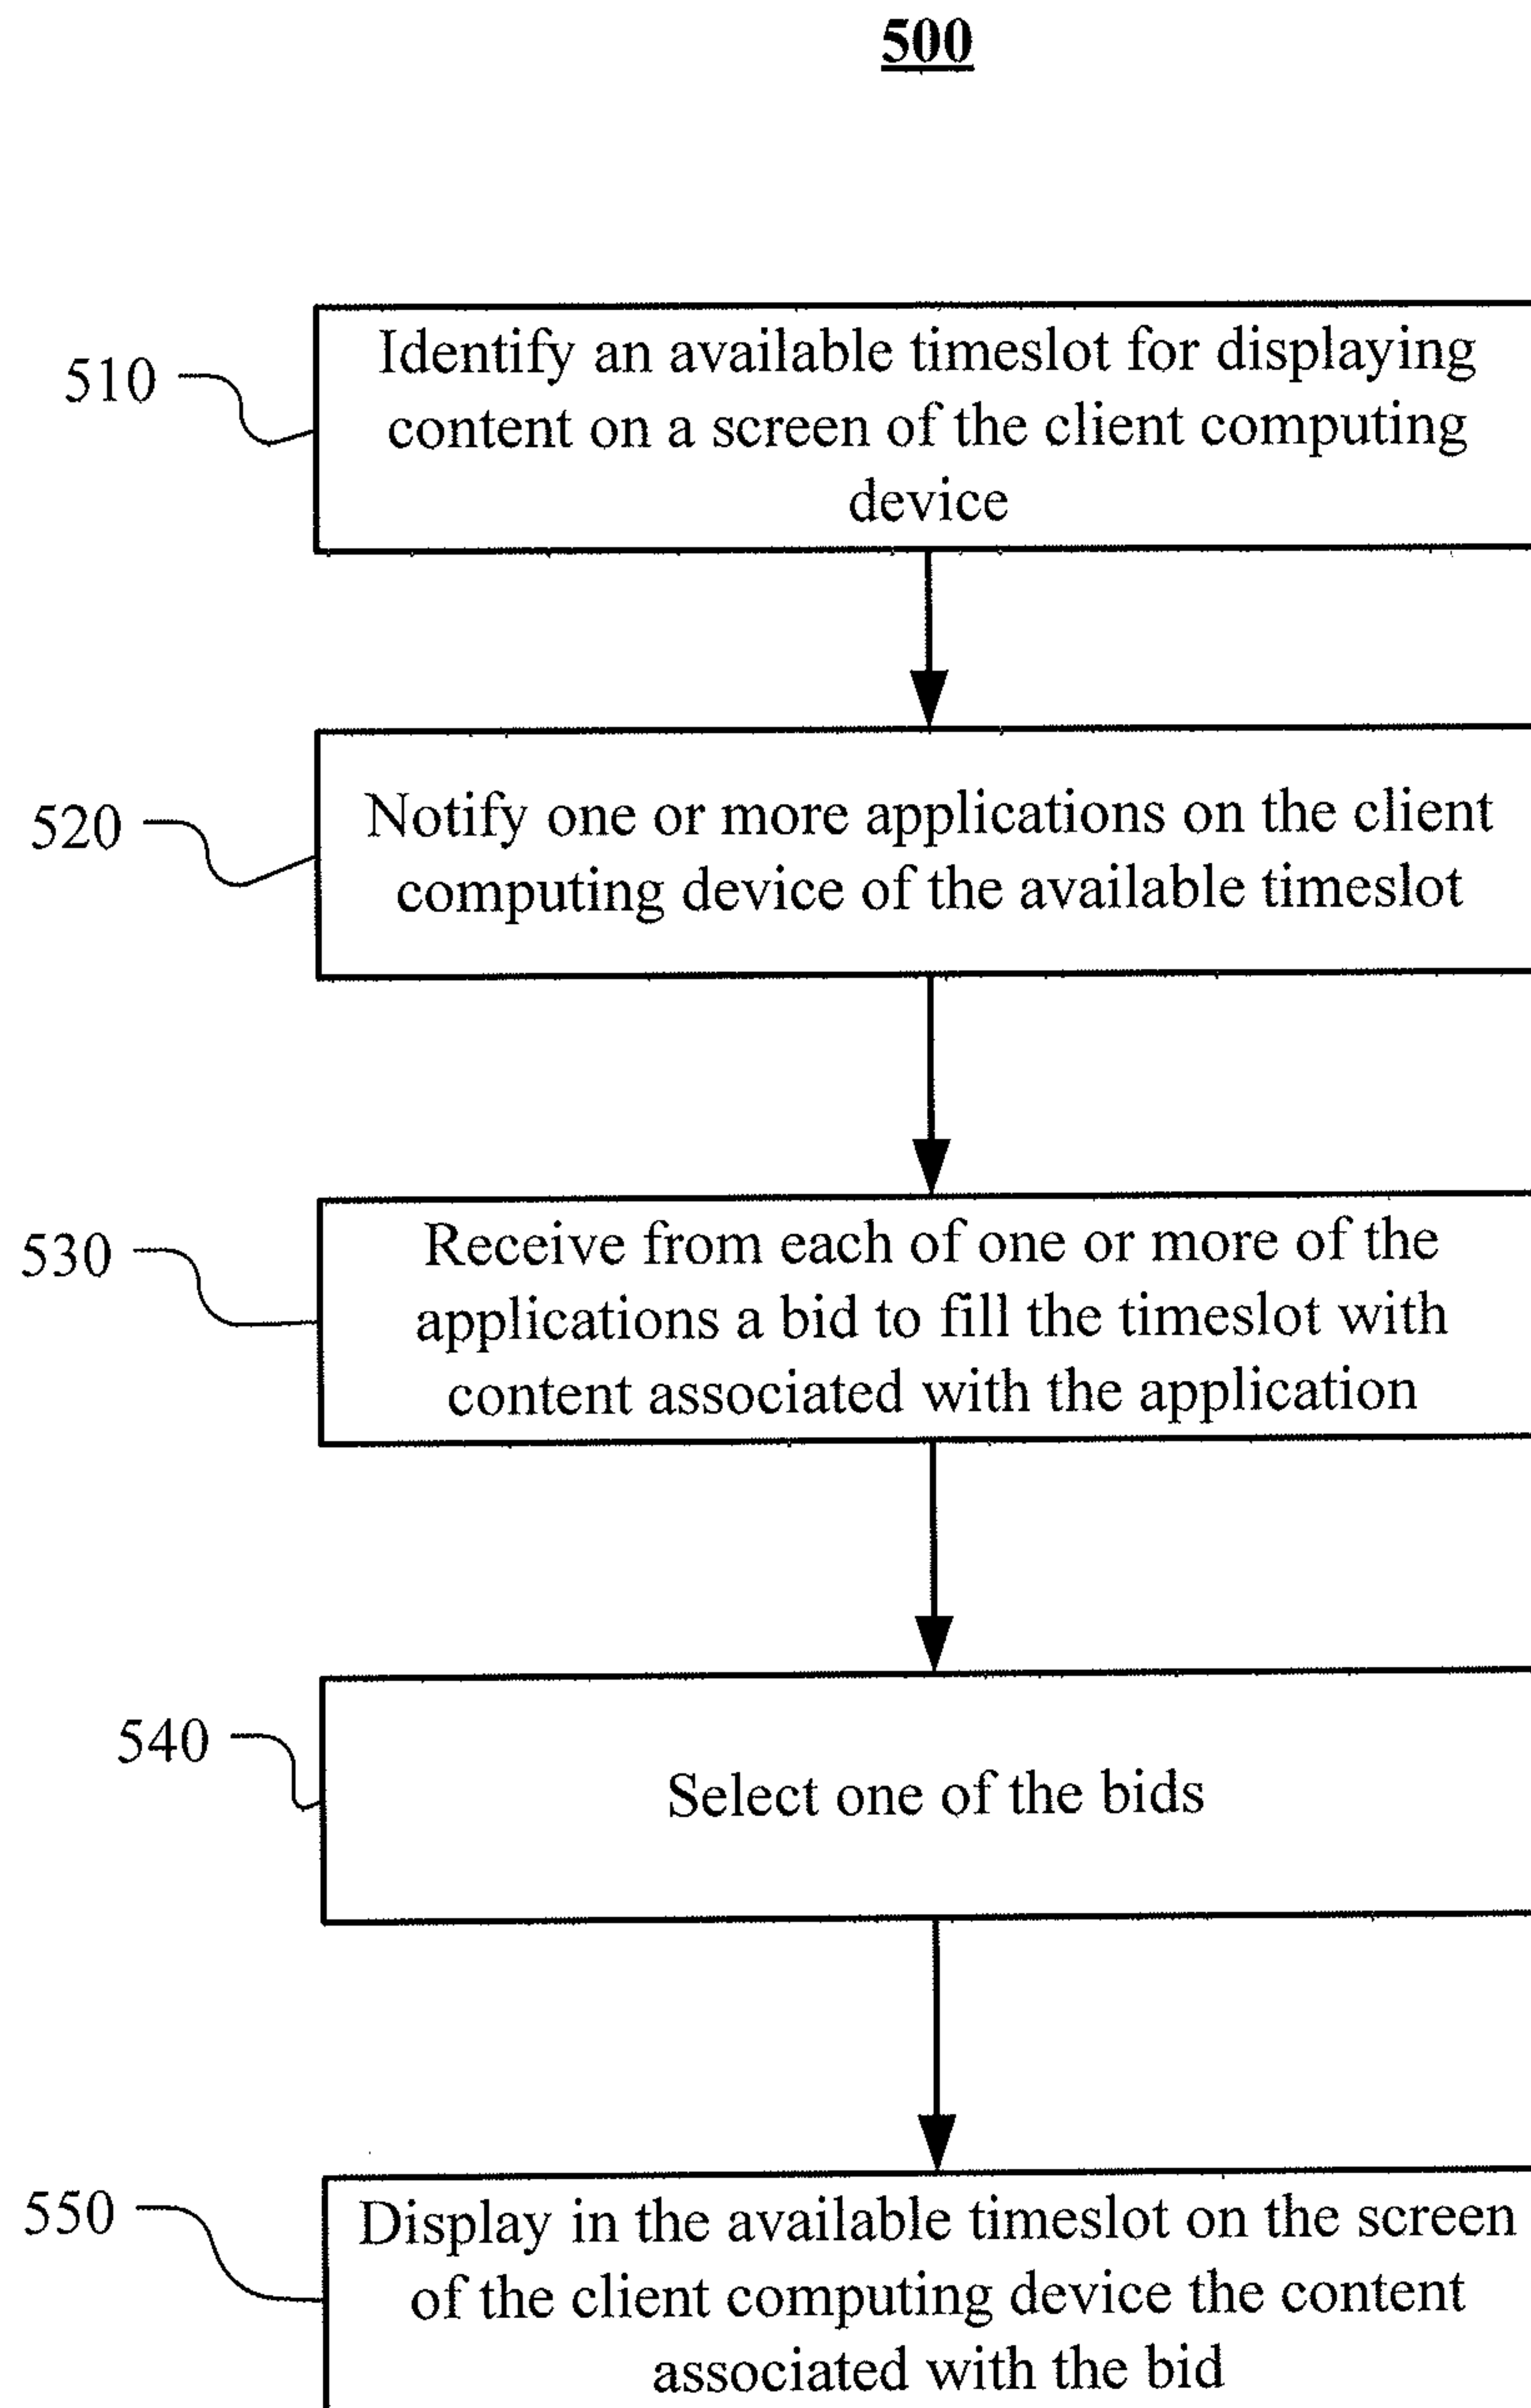 500
510
Identify an available timeslot for displaying
content on a screen of the client computing
device
520
Notify one or more applications on the client
computing device of the available timeslot
530
Receive from each of one or more of the
applications a bid to fill the timeslot with
content associated with the application
540
Select one of the bids
550
Display in the available timeslot on the screen
of the client computing device the content
associated with the bid